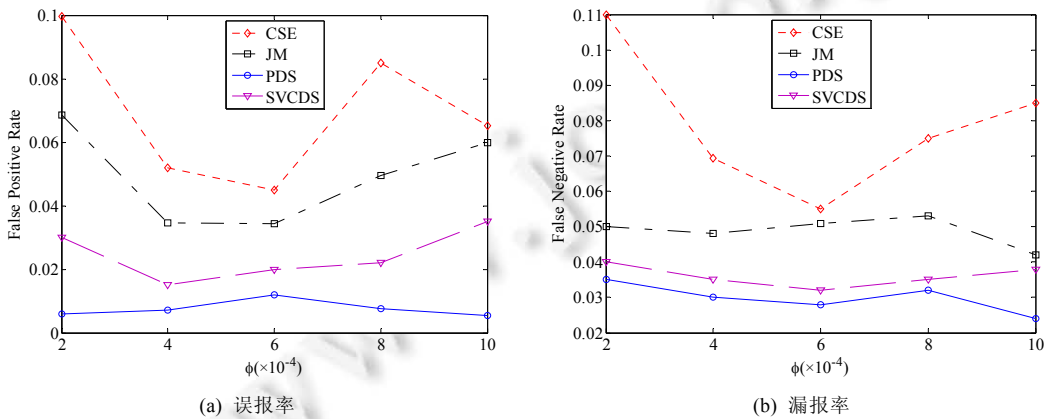 0.1
0.08
0.06
0.04
0.02
0
False Positive Rate
CSE
JM
PDS
SVCDS
2 4 6 8 10
ϕ(×10⁻⁴)
(a) 误报率
0.11
0.1
0.09
0.08
0.07
0.06
0.05
0.04
0.03
0.02
False Negative Rate
CSE
JM
PDS
SVCDS
2 4 6 8 10
ϕ(×10⁻⁴)
(b) 漏报率